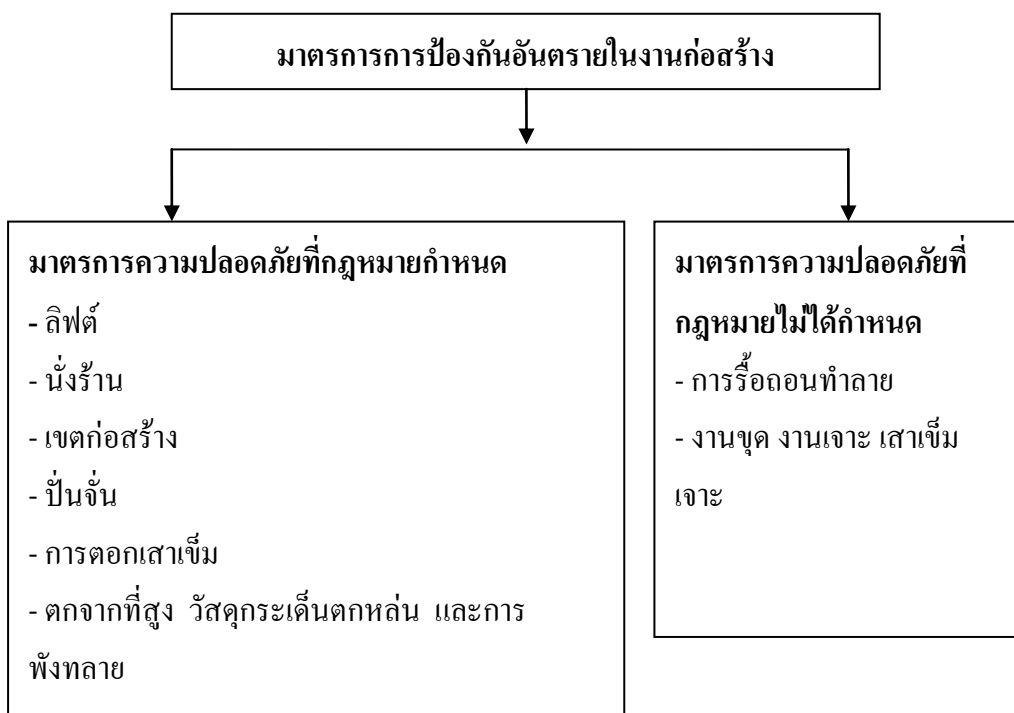 มาตรการการป้องกันอันตรายในงานก่อสร้าง
มาตรการความปลอดภัยที่กฎหมายกำหนด
- ลิฟต์
- นั่งร้าน
- เขตก่อสร้าง
- ปั่นจั่น
- การตอกเสาเข็ม
- ตกจากที่สูง วัสดุกระเด็นตกหล่น และการ
พังทลาย
มาตรการความปลอดภัยที่
กฎหมายไม่ได้กำหนด
- การรื้อถอนทำลาย
- งานขุด งานเจาะ เสาเข็ม
เจาะ